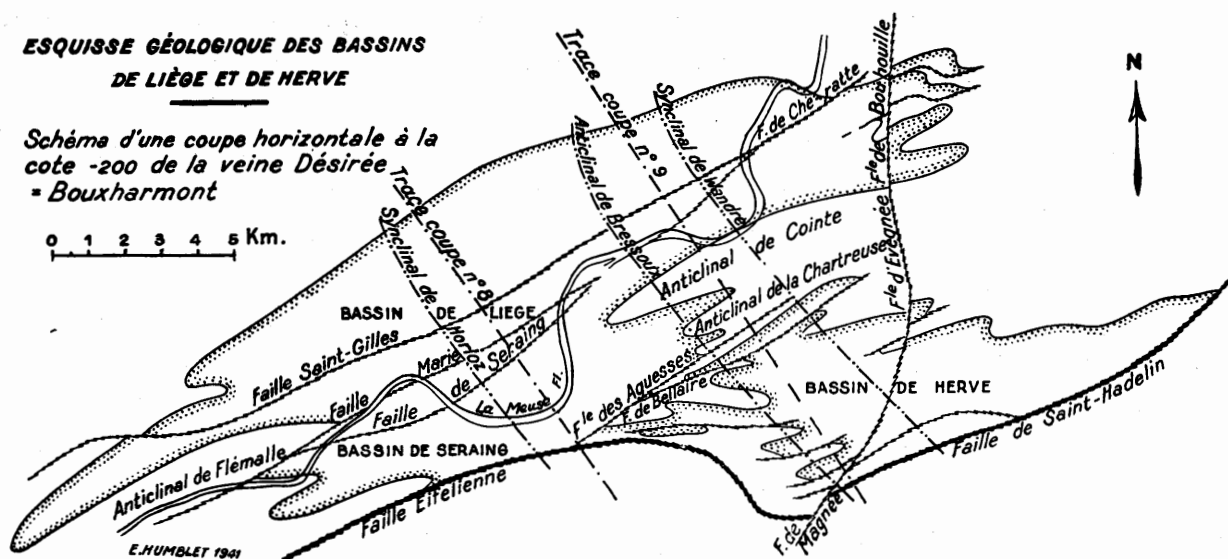 ESQUISSE GÉOLOGIQUE DES BASSINS
DE LIÈGE ET DE HERVE
Schéma d'une coupe horizontale à la
cote -200 de la veine Désirée
= Bouxharmont
0 1 2 3 4 5 Km.
N
Trace coupe n° 9
Synclinal de Wandre
Anticlinal de Bressoux
Trace coupe n° 8
Synclinal de Horloz
F. de Cheratte
Fle de Bouhouille
Fle d'Evegnée
Anticlinal de Cointe
Anticlinal de la Chartreuse
BASSIN DE LIEGE
Faille Saint-Gilles
Faille Marie
Faille de Seraing
La Meuse Fl.
Fle des Aguesses
F. de Bellaire
BASSIN DE HERVE
BASSIN DE SERAING
Anticlinal de Flémalle
Faille Eifelienne
Faille de Saint-Hadelin
F. de Magnée
E. HUMBLET 1941